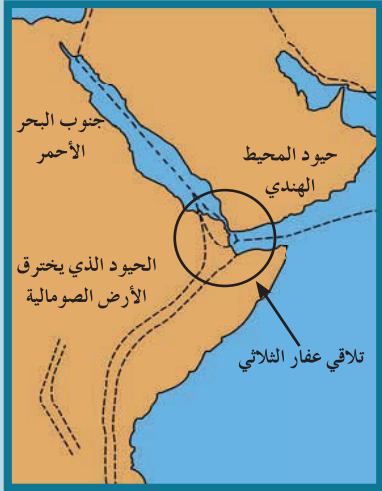 جنوب البحر
الأحمر
حيود المحيط
الهندي
الحيود الذي يخترق
الأرض الصومالية
تلاقي عفار الثلاثي